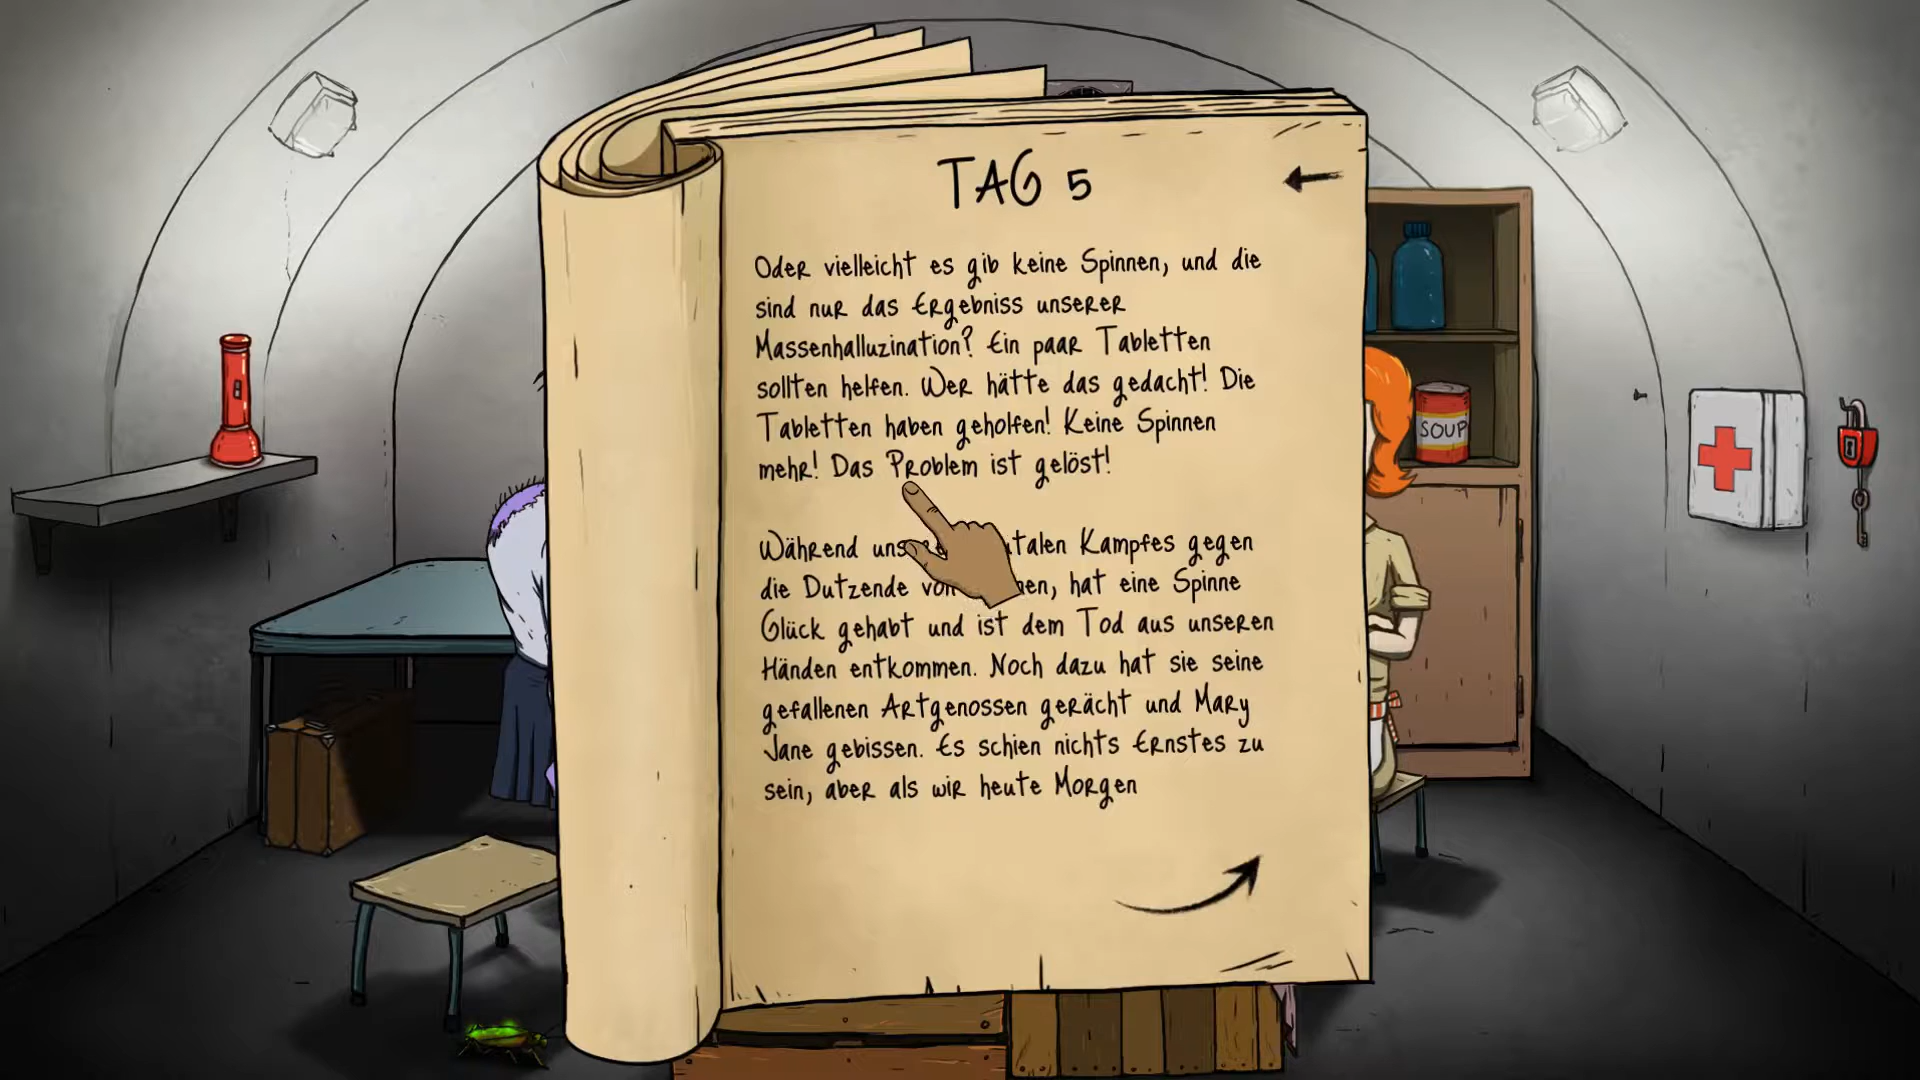 TAG 5
Oder vielleicht es gib keine Spinnen, und die
sind nur das Ergebniss unserer
Massenhalluzination? Ein paar Tabletten
sollten helfen. Wer hätte das gedacht! Die
Tabletten haben geholfen! Keine Spinnen
mehr! Das Problem ist gelöst!
Während talen Kampfes gegen
die Dutzende von en, hat eine Spinne
Glück gehabt und ist dem Tod aus unseren
Händen entkommen. Noch dazu hat sie seine
gefallenen Artgenossen gerächt und Mary
Jane gebissen. Es schien nichts Ernstes zu
sein, aber als wir heute Morgen
SOUP